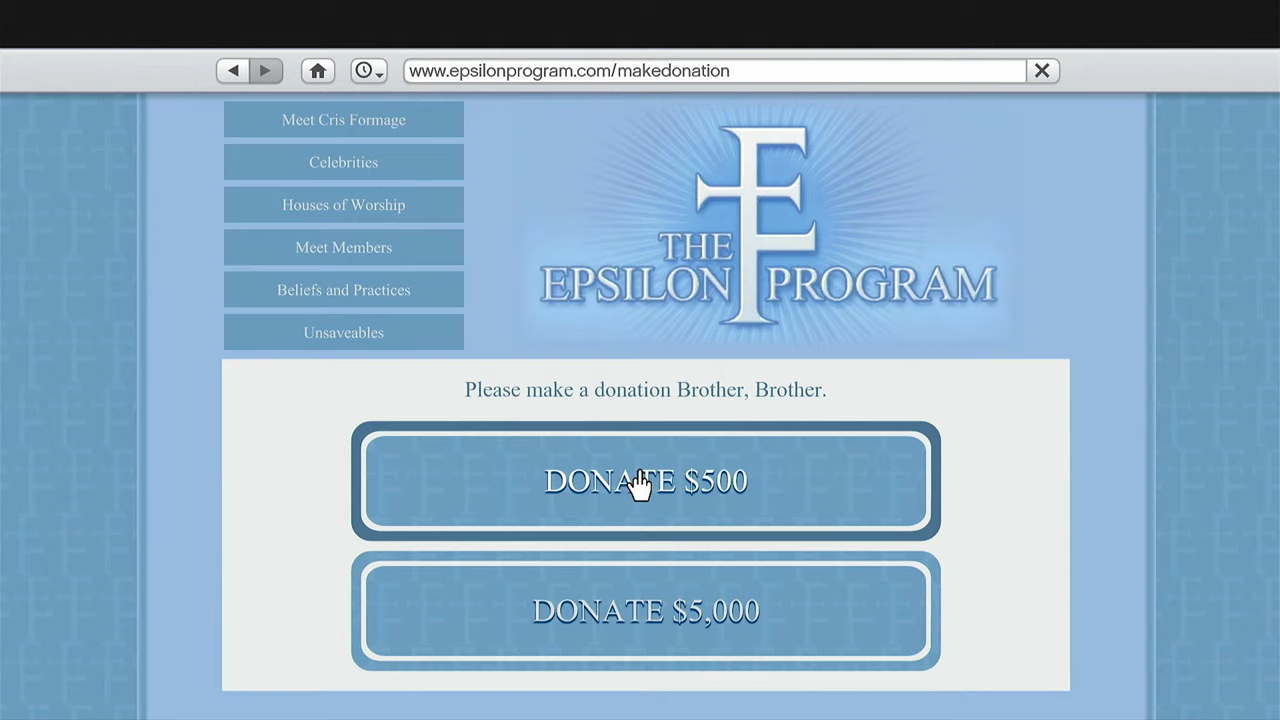 www.epsilonprogram.com/makedonation
Meet Cris Formage
Celebrities
Houses of Worship
Meet Members
Beliefs and Practices
Unsaveables
THE
EPSILON PROGRAM
Please make a donation Brother, Brother.
DONATE $500
DONATE $5,000